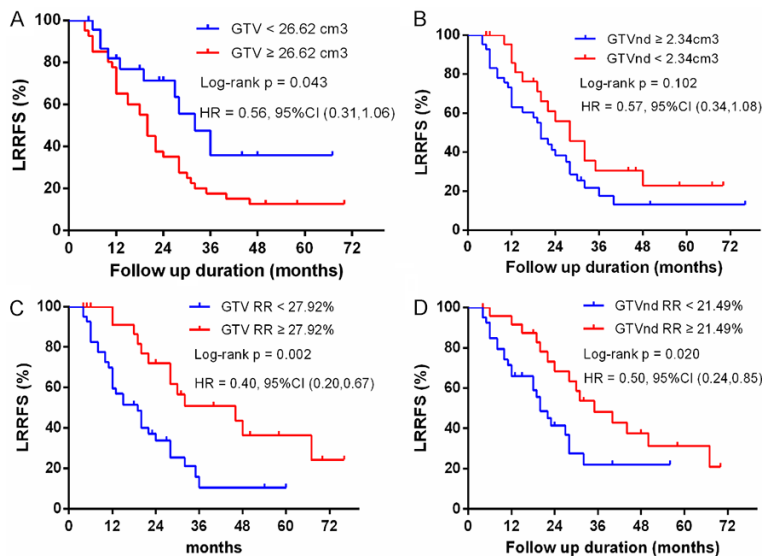 A
GTV < 26.62 cm3
GTV ≥ 26.62 cm3
Log-rank p = 0.043
HR = 0.56, 95%CI (0.31,1.06)
LRRFS (%)
100
80
60
40
20
0
0 12 24 36 48 60 72
Follow up duration (months)
B
GTVnd ≥ 2.34cm3
GTVnd < 2.34cm3
Log-rank p = 0.102
HR = 0.57, 95%CI (0.34,1.08)
LRRFS (%)
100
80
60
40
20
0
0 12 24 36 48 60 72
Follow up duration (months)
C
GTV RR < 27.92%
GTV RR ≥ 27.92%
Log-rank p = 0.002
HR = 0.40, 95%CI (0.20,0.67)
LRRFS (%)
100
80
60
40
20
0
0 12 24 36 48 60 72
months
D
GTVnd RR < 21.49%
GTVnd RR ≥ 21.49%
Log-rank p = 0.020
HR = 0.50, 95%CI (0.24,0.85)
LRRFS (%)
100
80
60
40
20
0
0 12 24 36 48 60 72
Follow up duration (months)